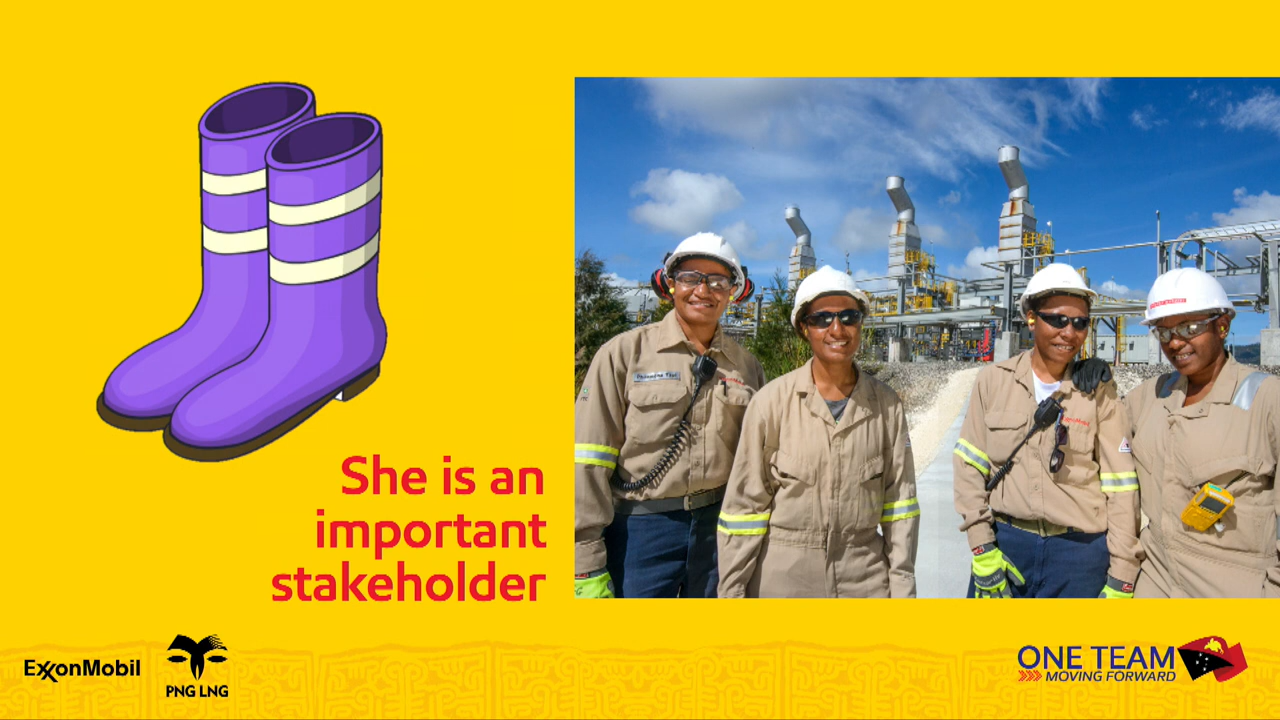 She is an
important
stakeholder
ExxonMobil
PNG LNG
ONE TEAM
MOVING FORWARD